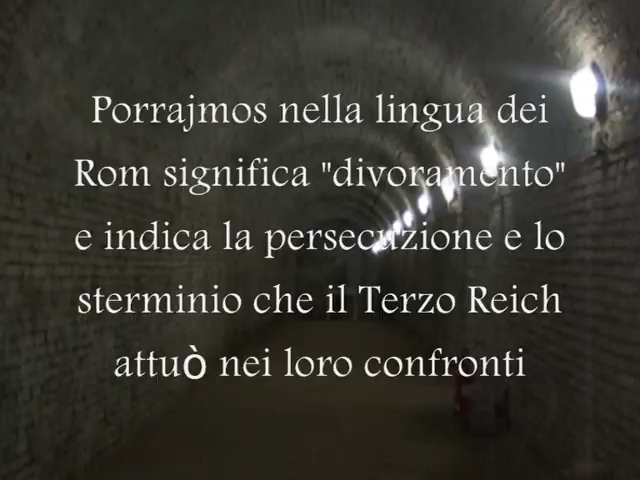 Porrajmos nella lingua dei
Rom significa "divoramento"
e indica la persecuzione e lo
sterminio che il Terzo Reich
attuò nei loro confronti